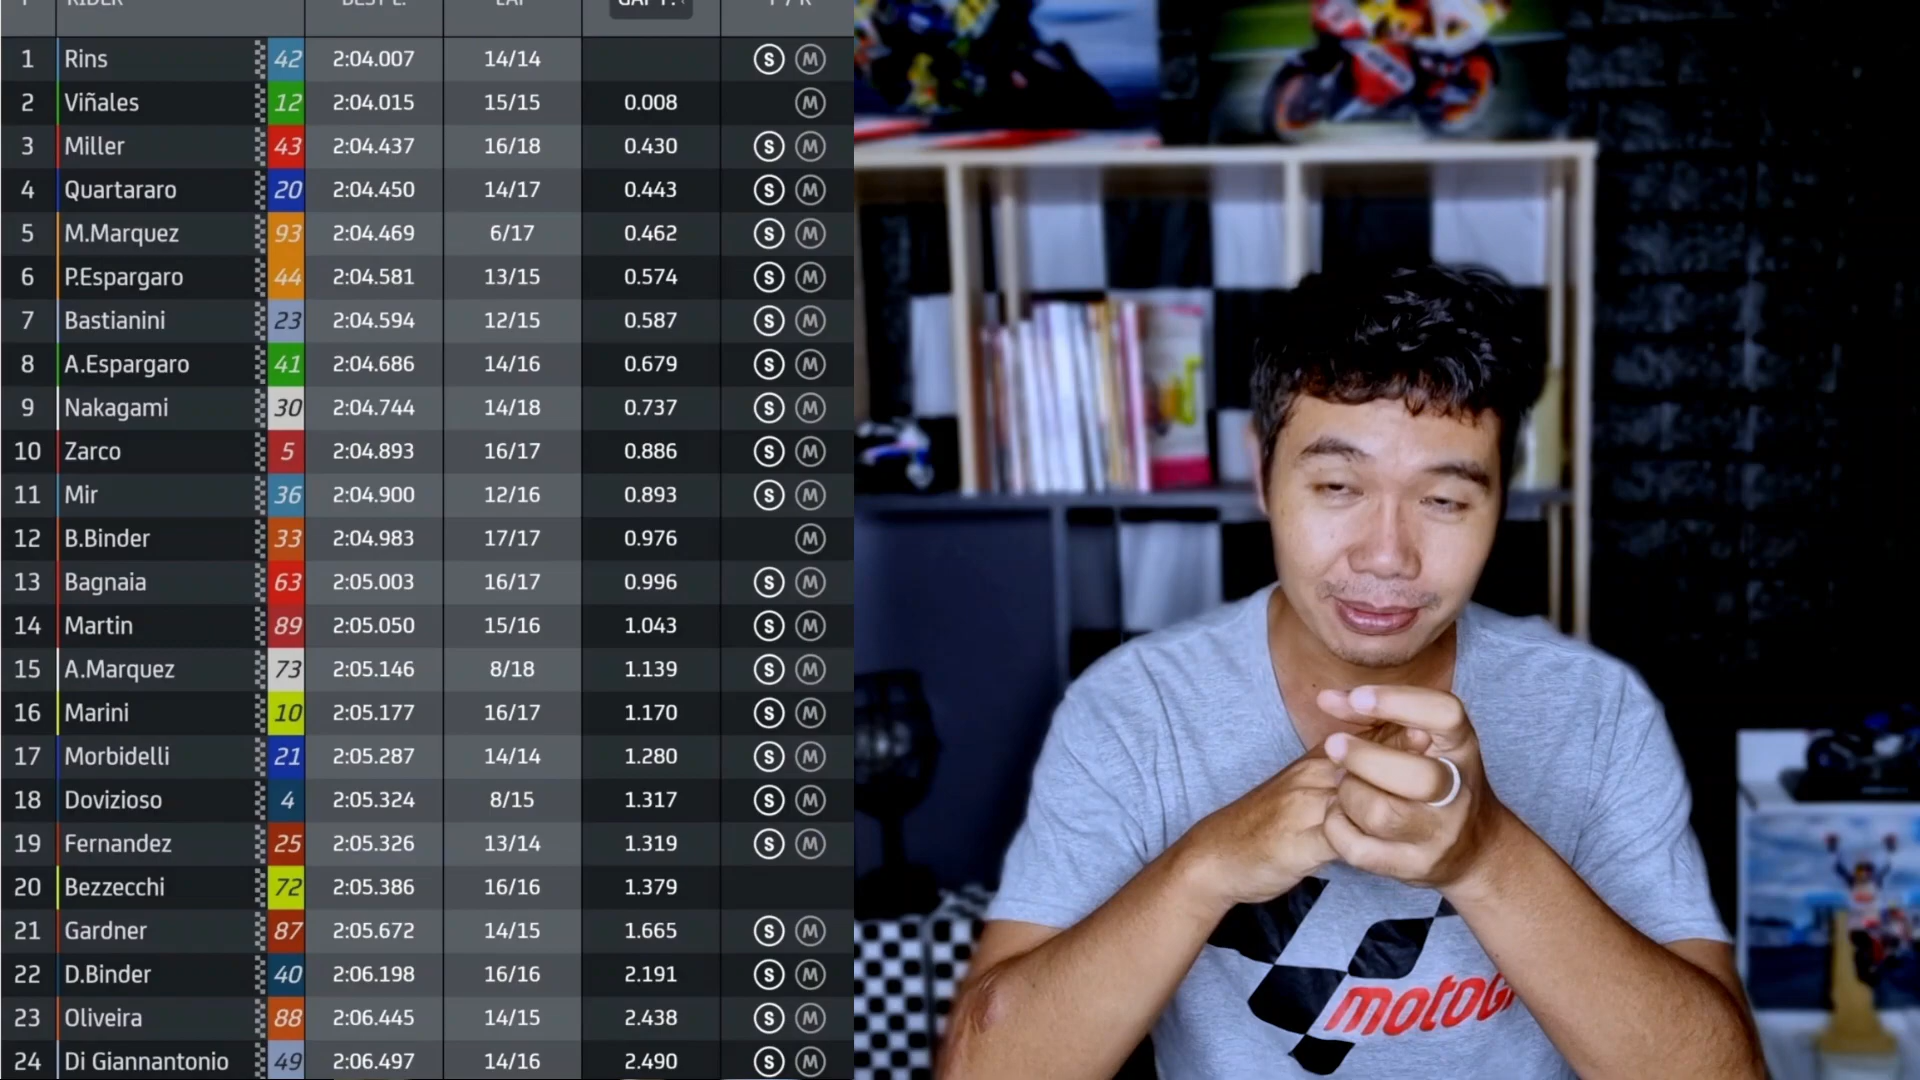 RIDER BEST L. LAP GAP 1. T / R
1 Rins 42 2:04.007 14/14 S M
2 Viñales 12 2:04.015 15/15 0.008 M
3 Miller 43 2:04.437 16/18 0.430 S M
4 Quartararo 20 2:04.450 14/17 0.443 S M
5 M.Marquez 93 2:04.469 6/17 0.462 S M
6 P.Espargaro 44 2:04.581 13/15 0.574 S M
7 Bastianini 23 2:04.594 12/15 0.587 S M
8 A.Espargaro 41 2:04.686 14/16 0.679 S M
9 Nakagami 30 2:04.744 14/18 0.737 S M
10 Zarco 5 2:04.893 16/17 0.886 S M
11 Mir 36 2:04.900 12/16 0.893 S M
12 B.Binder 33 2:04.983 17/17 0.976 M
13 Bagnaia 63 2:05.003 16/17 0.996 S M
14 Martin 89 2:05.050 15/16 1.043 S M
15 A.Marquez 73 2:05.146 8/18 1.139 S M
16 Marini 10 2:05.177 16/17 1.170 S M
17 Morbidelli 21 2:05.287 14/14 1.280 S M
18 Dovizioso 4 2:05.324 8/15 1.317 S M
19 Fernandez 25 2:05.326 13/14 1.319 S M
20 Bezzecchi 72 2:05.386 16/16 1.379
21 Gardner 87 2:05.672 14/15 1.665 S M
22 D.Binder 40 2:06.198 16/16 2.191 S M
23 Oliveira 88 2:06.445 14/15 2.438 S M
24 Di Giannantonio 49 2:06.497 14/16 2.490 S M
motoG